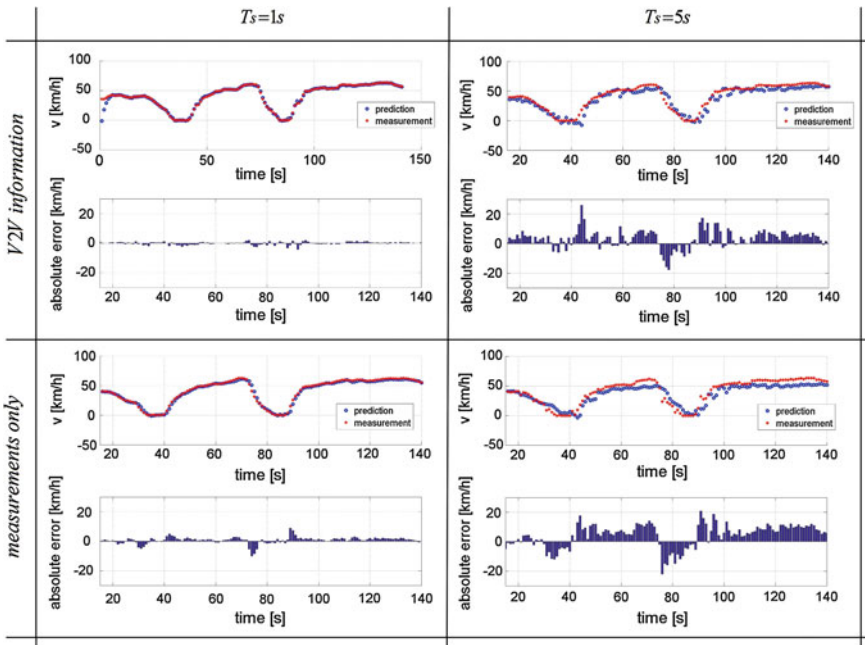 Ts=1s
Ts=5s
V2V information
100
50
0
-50
v [km/h]
prediction
measurement
0
50
100
150
time [s]
20
0
-20
absolute error [km/h]
20
40
60
80
100
120
140
time [s]
100
50
0
-50
v [km/h]
prediction
measurement
20
40
60
80
100
120
140
time [s]
20
0
-20
absolute error [km/h]
20
40
60
80
100
120
140
time [s]
measurements only
100
50
0
-50
v [km/h]
prediction
measurement
20
40
60
80
100
120
140
time [s]
20
0
-20
absolute error [km/h]
20
40
60
80
100
120
140
time [s]
100
50
0
-50
v [km/h]
prediction
measurement
20
40
60
80
100
120
140
time [s]
20
0
-20
absolute error [km/h]
20
40
60
80
100
120
140
time [s]